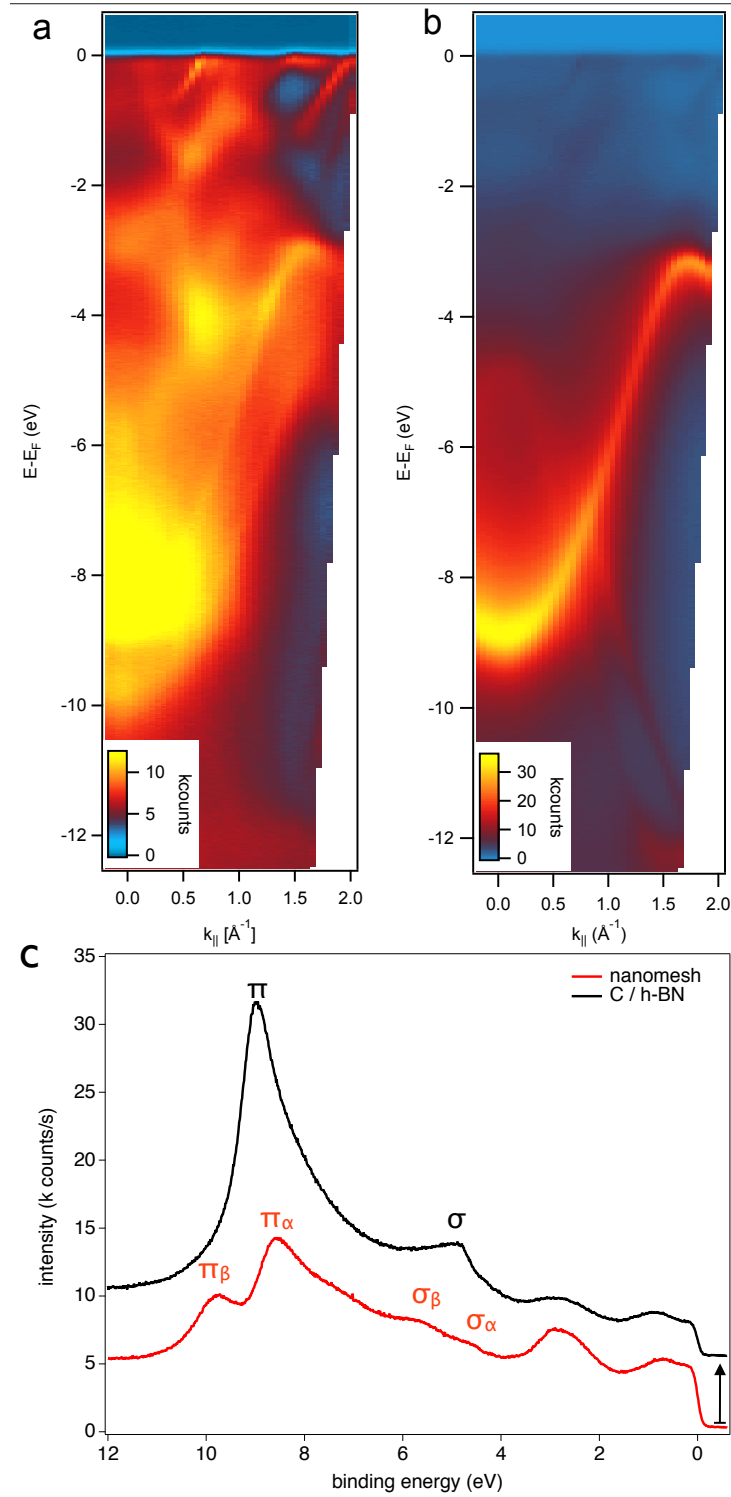 a
b
0
-2
-4
-6
-8
-10
-12
E-E_F (eV)
10
5
0
kcounts
0.0 0.5 1.0 1.5 2.0
k_|| [Å⁻¹]
0
-2
-4
-6
-8
-10
-12
E-E_F (eV)
30
20
10
0
kcounts
0.0 0.5 1.0 1.5 2.0
k_|| (Å⁻¹)
c
35
30
25
20
15
10
5
0
intensity (k counts/s)
nanomesh
C / h-BN
π
σ
π_α
π_β
σ_β
σ_α
12 10 8 6 4 2 0
binding energy (eV)